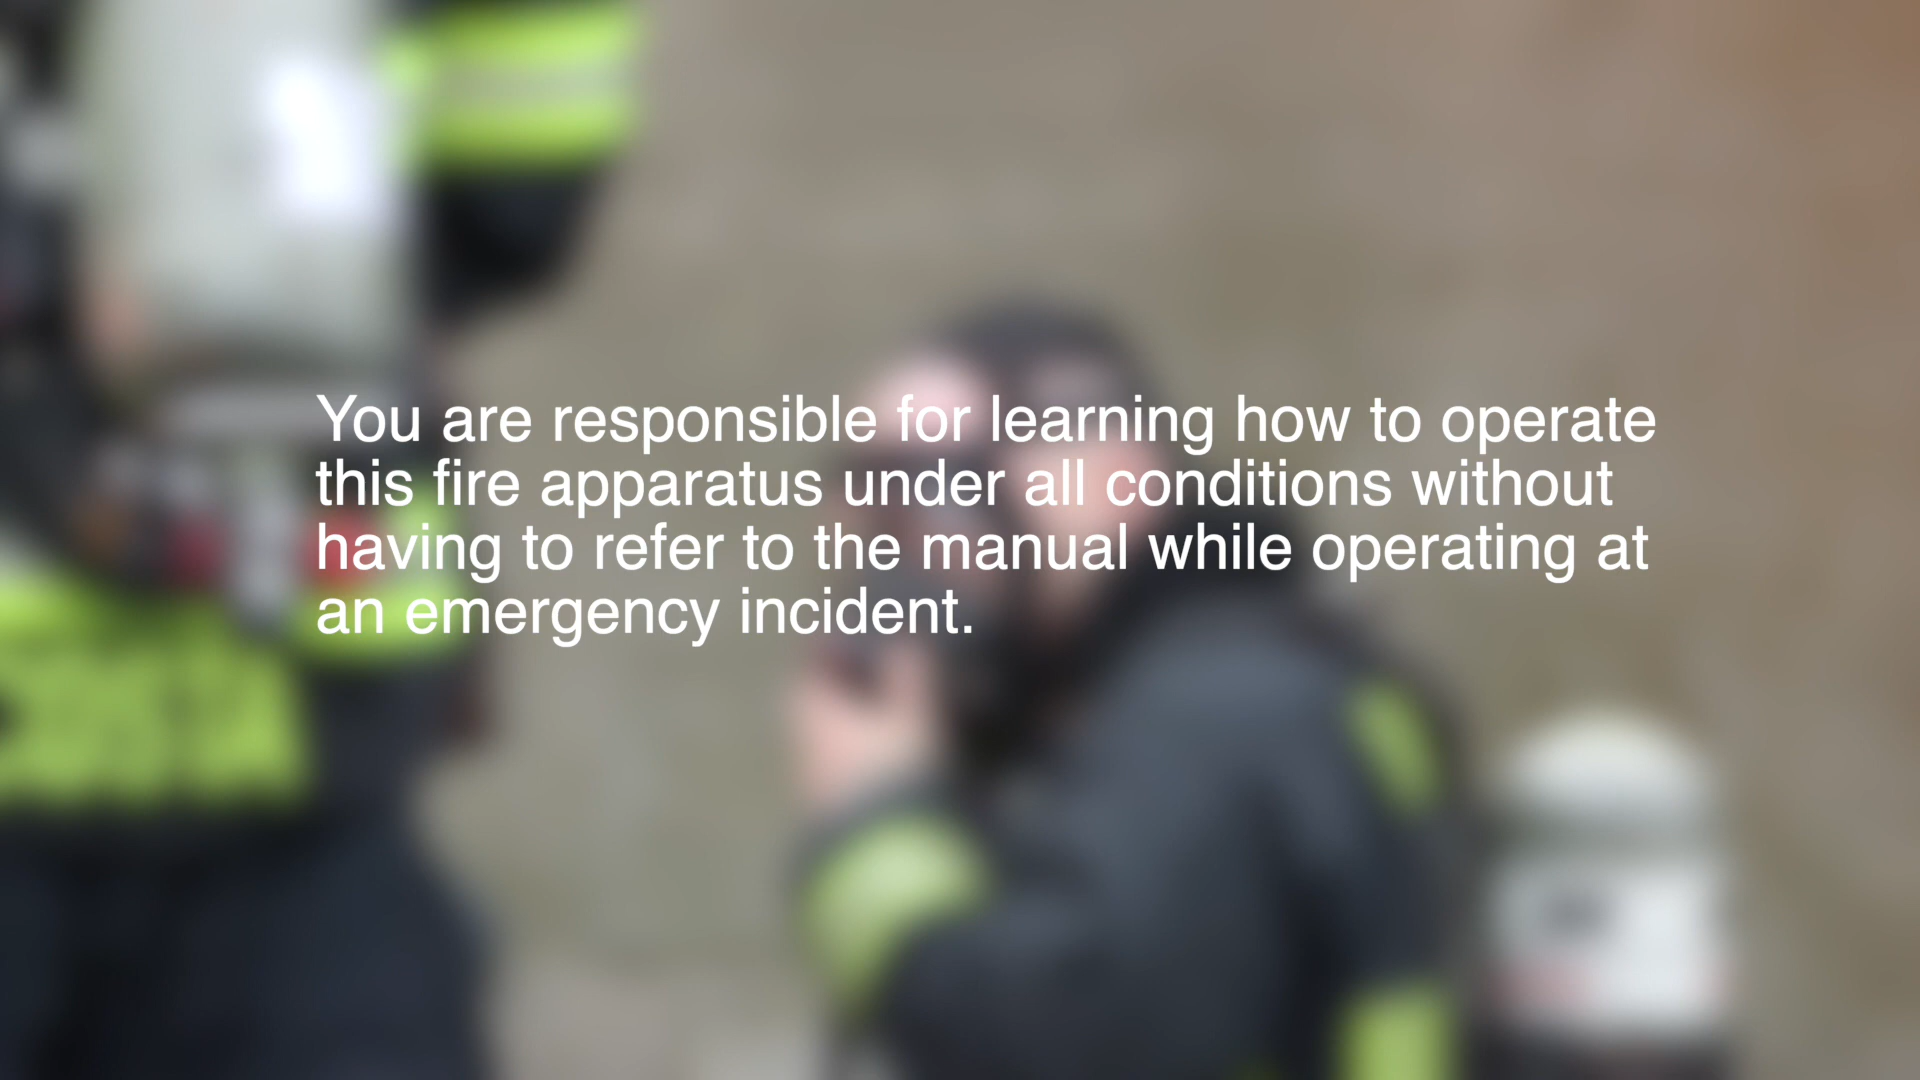 You are responsible for learning how to operate
this fire apparatus under all conditions without
having to refer to the manual while operating at
an emergency incident.